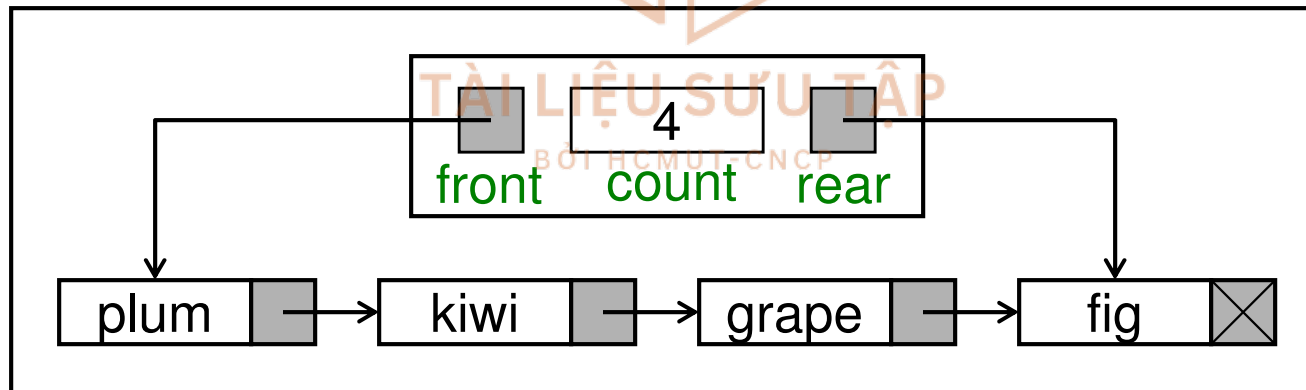 TÀI LIỆU SƯU TẬP
4
BỞI HCMUT-CNCP
front count rear
plum kiwi grape fig